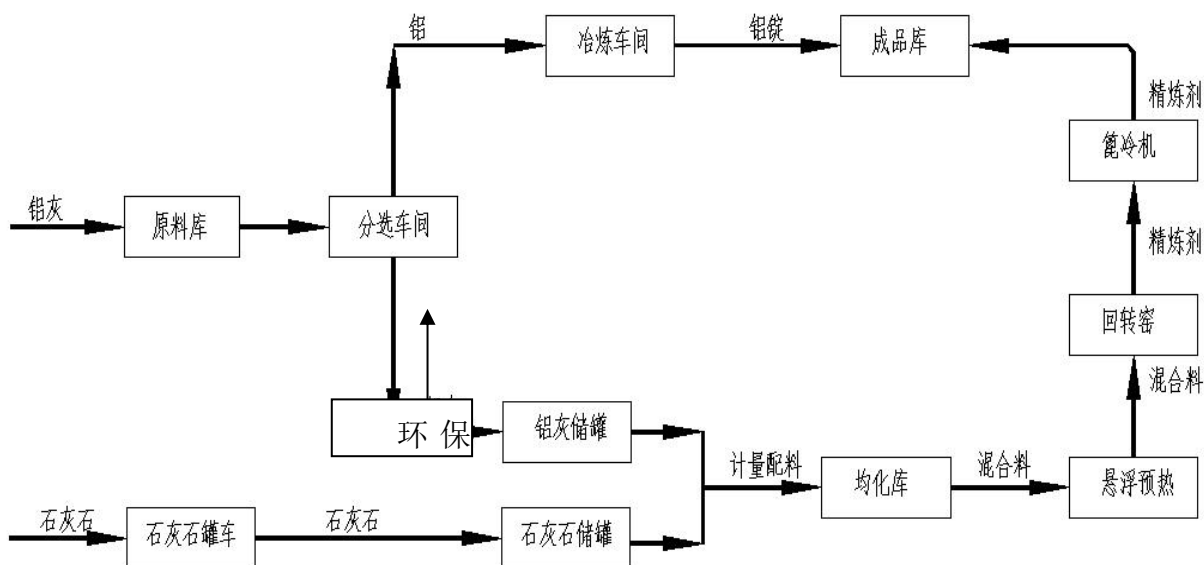 铝
冶炼车间
铝锭
成品库
精炼剂
篦冷机
铝灰
原料库
分选车间
精炼剂
回转窑
混合料
环保
铝灰储罐
计量配料
均化库
混合料
悬浮预热
石灰石
石灰石罐车
石灰石
石灰石储罐